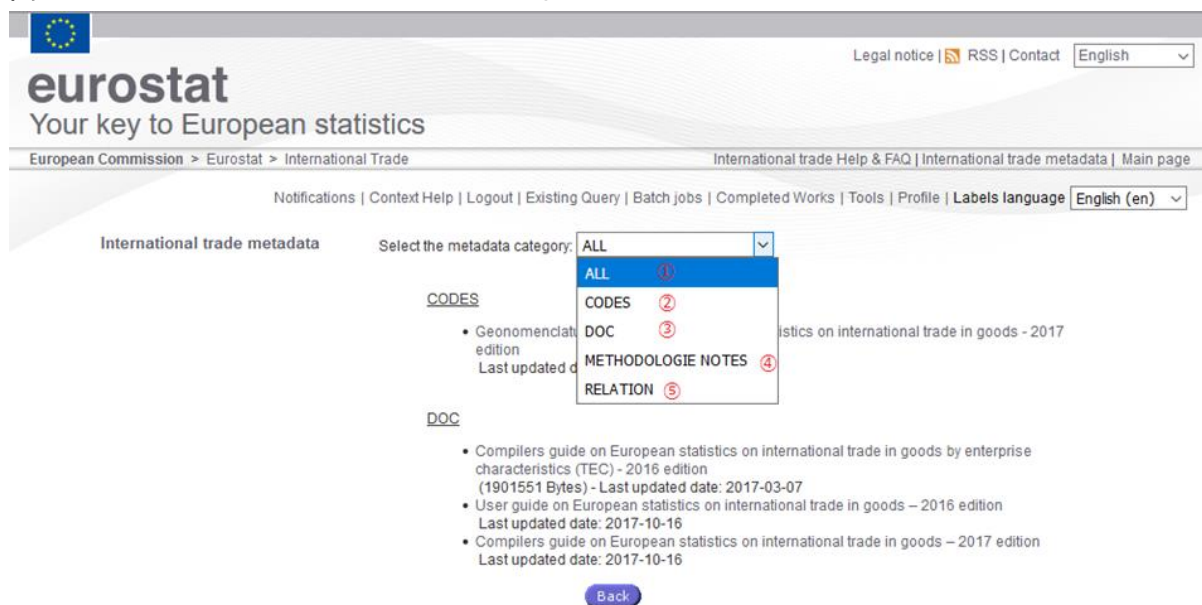 Legal notice | RSS | Contact English
eurostat
Your key to European statistics
European Commission > Eurostat > International Trade
International trade Help & FAQ | International trade metadata | Main page
Notifications | Context Help | Logout | Existing Query | Batch jobs | Completed Works | Tools | Profile | Labels language English (en)
International trade metadata
Select the metadata category: ALL
ALL ①
CODES ②
DOC ③
METHODOLOGIE NOTES ④
RELATION ⑤
CODES
• Geonomenclatu istics on international trade in goods - 2017
edition
Last updated d
DOC
• Compilers guide on European statistics on international trade in goods by enterprise
characteristics (TEC) - 2016 edition
(1901551 Bytes) - Last updated date: 2017-03-07
• User guide on European statistics on international trade in goods – 2016 edition
Last updated date: 2017-10-16
• Compilers guide on European statistics on international trade in goods – 2017 edition
Last updated date: 2017-10-16
Back